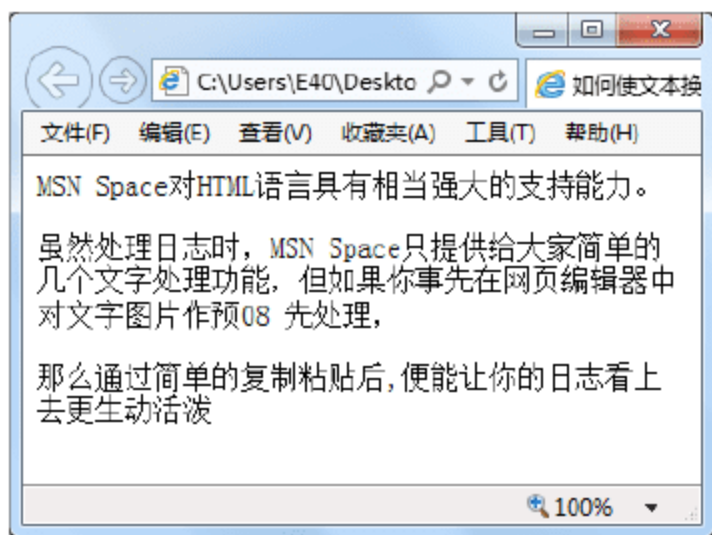 C:\Users\E40\Deskto
如何使文本换
文件(F) 编辑(E) 查看(V) 收藏夹(A) 工具(T) 帮助(H)
MSN Space对HTML语言具有相当强大的支持能力。
虽然处理日志时，MSN Space只提供给大家简单的
几个文字处理功能，但如果你事先在网页编辑器中
对文字图片作预08 先处理，
那么通过简单的复制粘贴后,便能让你的日志看上
去更生动活泼
100%